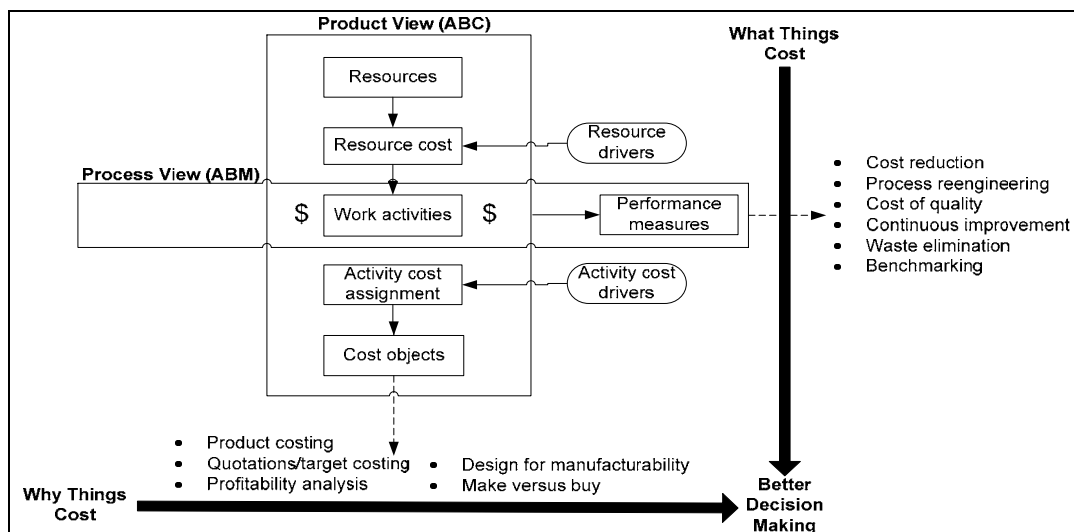 Product View (ABC)
What Things
Cost
Resources
Resource cost
Resource
drivers
Process View (ABM)
$
Work activities
$
Performance
measures
• Cost reduction
• Process reengineering
• Cost of quality
• Continuous improvement
• Waste elimination
• Benchmarking
Activity cost
assignment
Activity cost
drivers
Cost objects
• Product costing
• Quotations/target costing
• Profitability analysis
• Design for manufacturability
• Make versus buy
Why Things
Cost
Better
Decision
Making